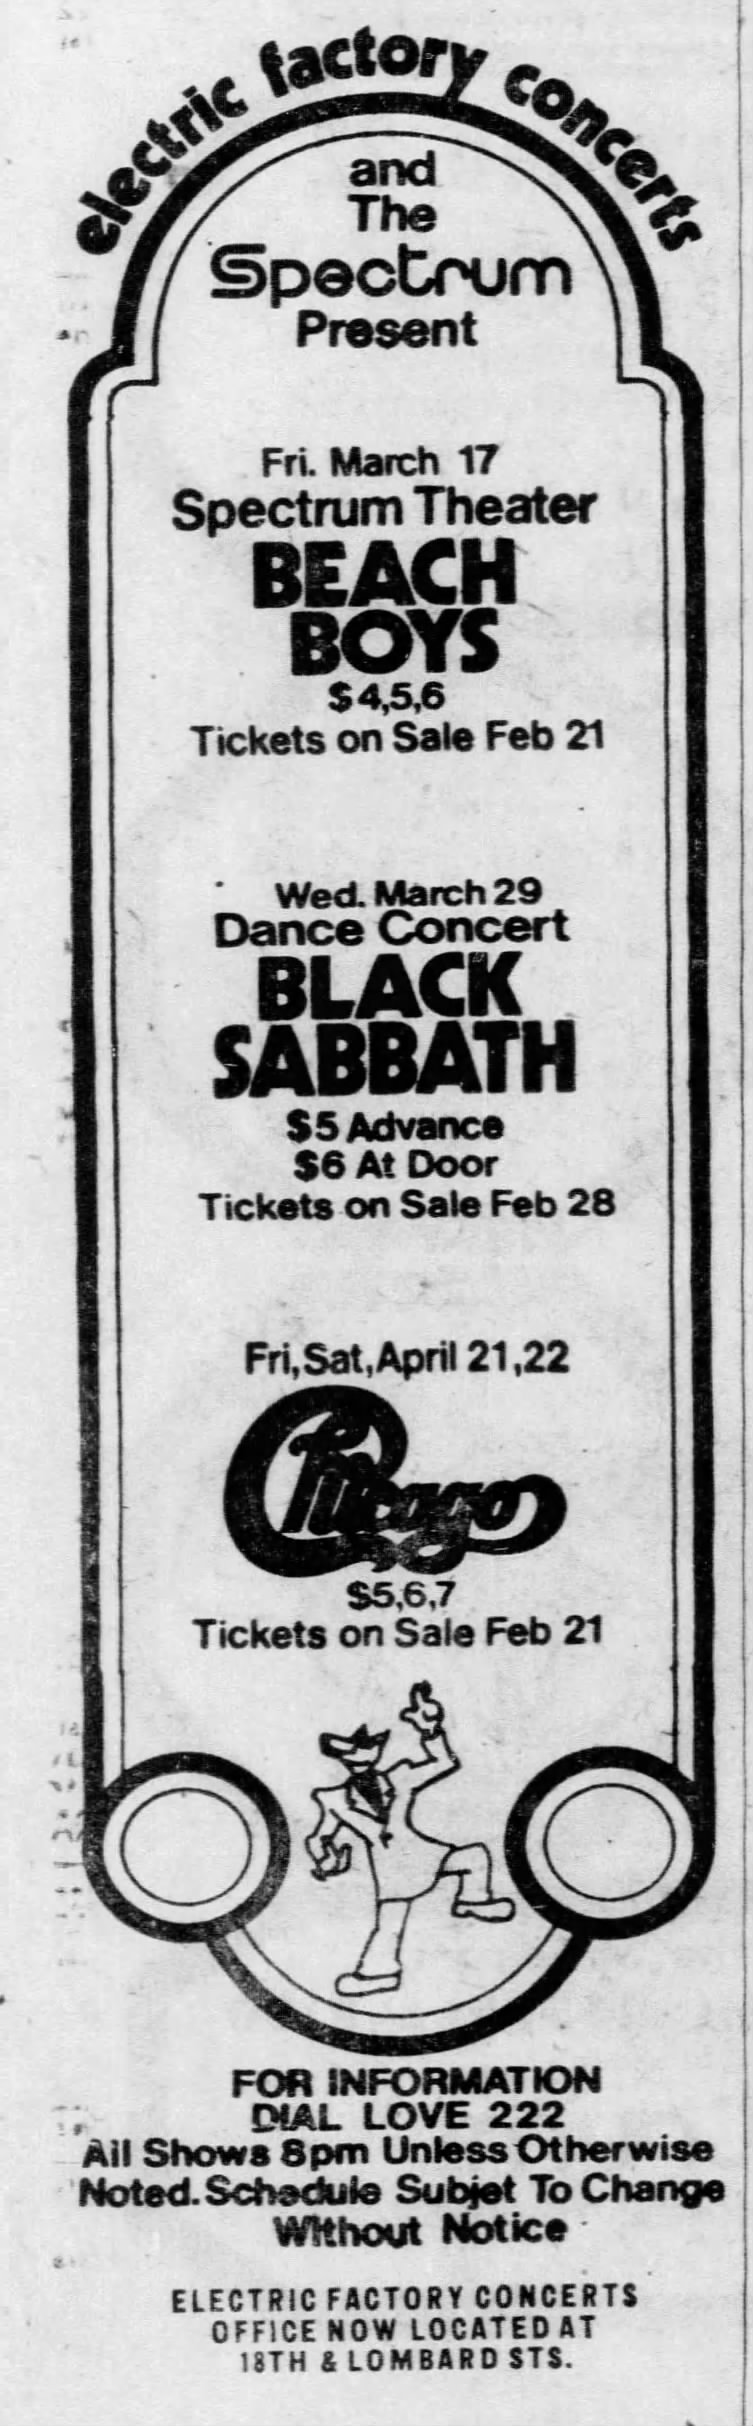 electric factory concerts
and
The
Spectrum
Present
Fri. March 17
Spectrum Theater
BEACH
BOYS
$4,5,6
Tickets on Sale Feb 21
Wed. March 29
Dance Concert
BLACK
SABBATH
$5 Advance
$6 At Door
Tickets on Sale Feb 28
Fri,Sat,April 21,22
Chicago
$5,6,7
Tickets on Sale Feb 21
FOR INFORMATION
DIAL LOVE 222
All Shows 8pm Unless Otherwise
Noted. Schedule Subjet To Change
Without Notice
ELECTRIC FACTORY CONCERTS
OFFICE NOW LOCATED AT
18TH & LOMBARD STS.